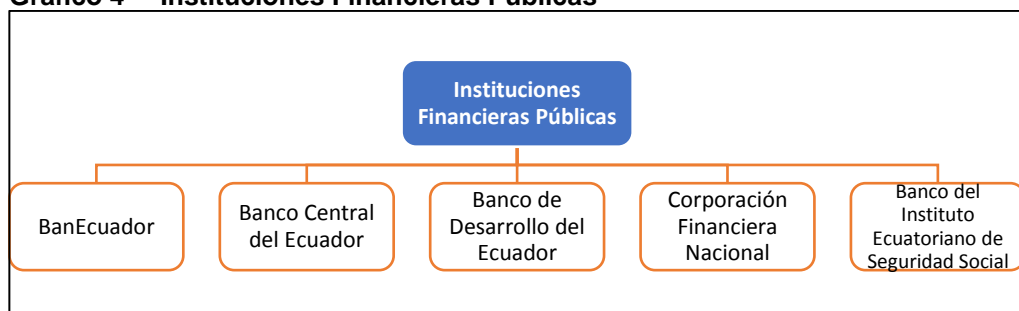 Gráfico 4 Instituciones Financieras Públicas
Instituciones
Financieras Públicas
BanEcuador
Banco Central
del Ecuador
Banco de
Desarrollo del
Ecuador
Corporación
Financiera
Nacional
Banco del
Instituto
Ecuatoriano de
Seguridad Social